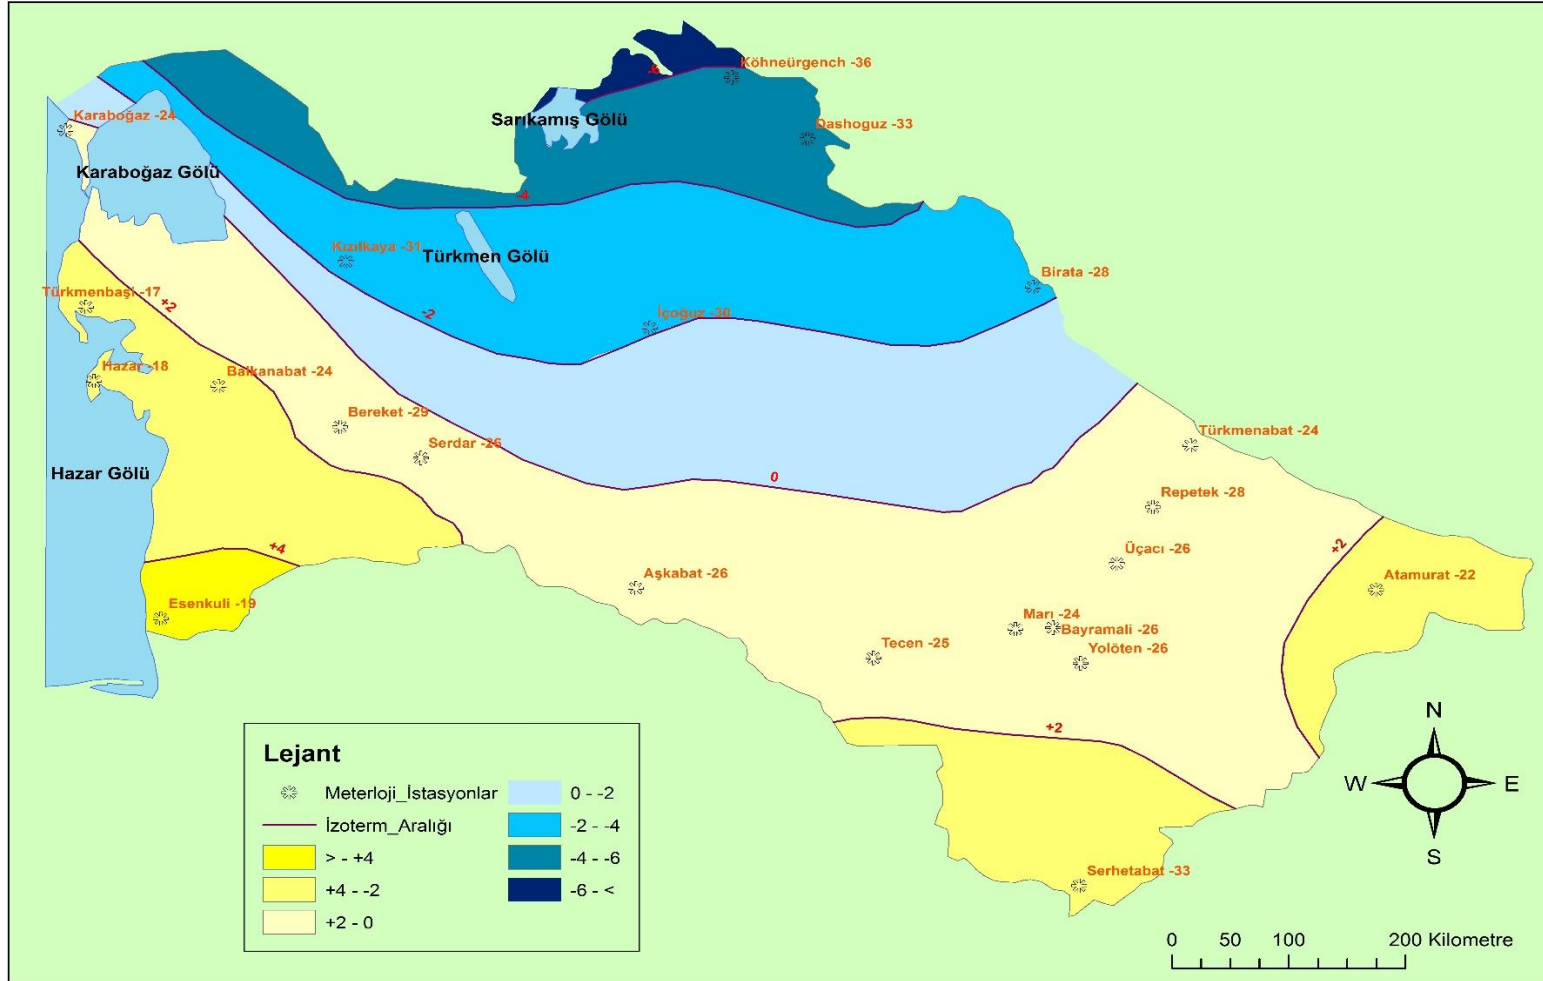 Köhneürgench -36
-6
Sarıkamış Gölü
Dashoguz -33
Karaboğaz -24
Karaboğaz Gölü
-4
Kızılkaya -31
Türkmen Gölü
Birata -28
Türkmenbaşi -17
+2
-2
İçoğuz -30
Hazar -18
Balkanabat -24
Bereket -29
Serdar -26
Türkmenabat -24
Hazar Gölü
0
Repetek -28
+4
+2
Üçacı -26
Aşkabat -26
Atamurat -22
Esenkuli -19
Marı -24
Bayramali -26
Tecen -25
Yolöten -26
+2
Serhetabat -33
Lejant
Meterloji_İstasyonlar
İzoterm_Aralığı
> - +4
+4 - -2
+2 - 0
0 - -2
-2 - -4
-4 - -6
-6 - <
N
W
E
S
0 50 100 200 Kilometre